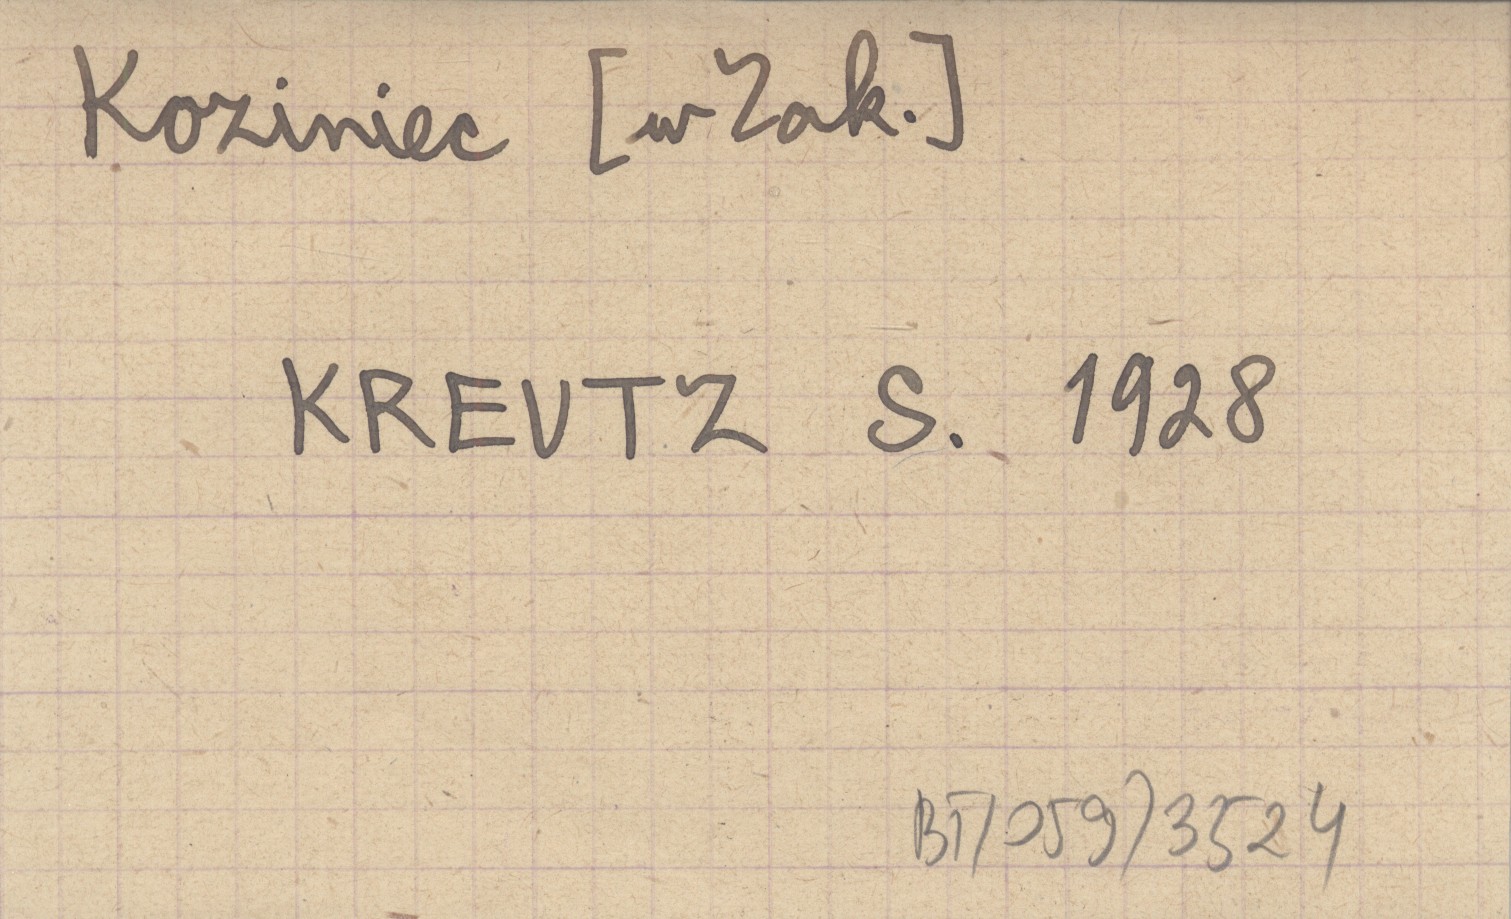 Koziniec [w Zak.]
KREUTZ S. 1928
BT/059/3524